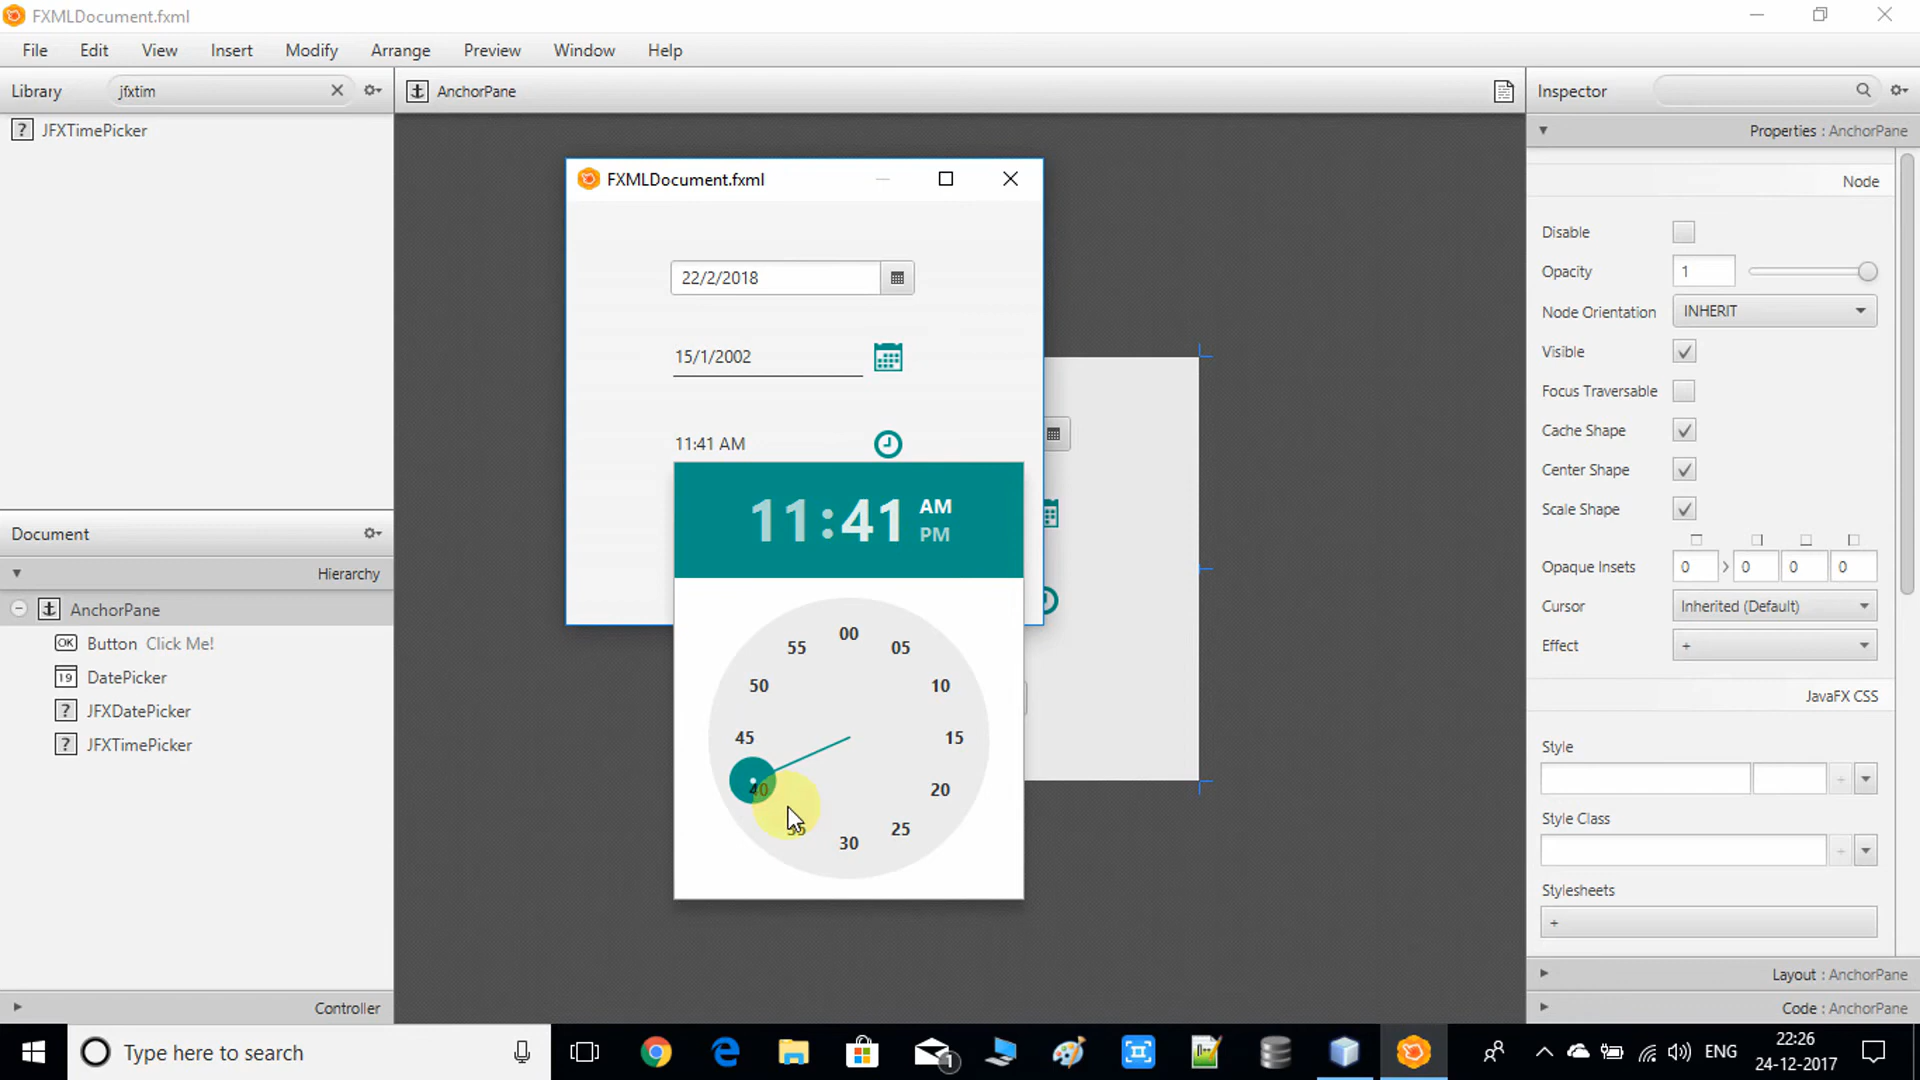 FXMLDocument.fxml
File Edit View Insert Modify Arrange Preview Window Help
Library jfxtim
JFXTimePicker
AnchorPane
FXMLDocument.fxml
22/2/2018
15/1/2002
11:41 AM
11:41 AM PM
00
05
10
15
20
25
30
35
40
45
50
55
Document
Hierarchy
AnchorPane
Button Click Me!
DatePicker
JFXDatePicker
JFXTimePicker
Controller
Inspector
Properties : AnchorPane
Node
Disable
Opacity 1
Node Orientation INHERIT
Visible
Focus Traversable
Cache Shape
Center Shape
Scale Shape
Opaque Insets 0 0 0 0
Cursor Inherited (Default)
Effect +
JavaFX CSS
Style
Style Class
Stylesheets
+
Layout : AnchorPane
Code : AnchorPane
Type here to search
1
ENG
22:26
24-12-2017